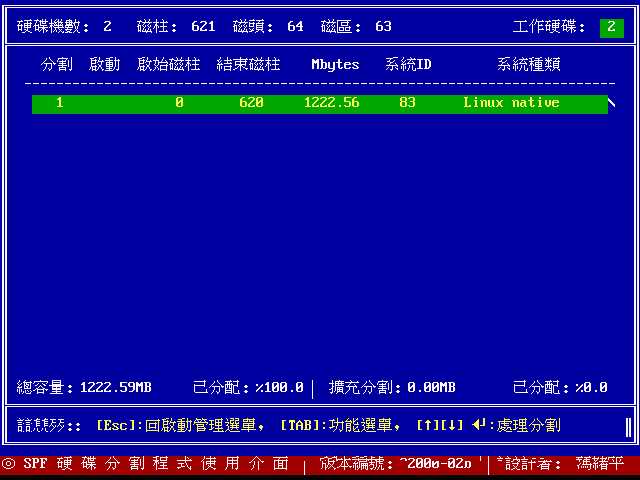 硬碟機數: 2 磁柱: 621 磁頭: 64 磁區: 63 工作硬碟: 2
分割 啟動 啟始磁柱 結束磁柱 Mbytes 系統ID 系統種類
1 0 620 1222.56 83 Linux native
總容量: 1222.59MB 已分配: %100.0 擴充分割: 0.00MB 已分配: %0.0
[Esc]:回啟動管理選單, [TAB]:功能選單, [↑][↓] ↵:處理分割
◎ SPF 硬碟分割程式使用介面 版本編號: 設計者: 馮緒平